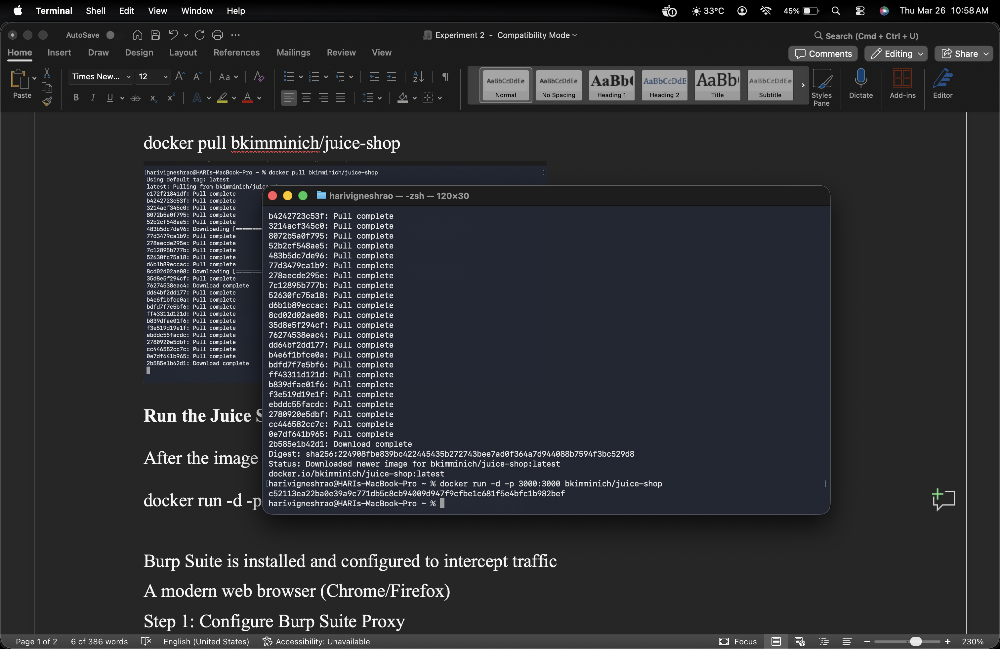 Terminal Shell Edit View Window Help 33°C 45% Thu Mar 26 10:58 AM
AutoSave Experiment 2 - Compatibility Mode Search (Cmd + Ctrl + U)
Home Insert Draw Design Layout References Mailings Review View Comments Editing Share
Paste Times New... 12 Aa
AaBbCcDdEe AaBbCcDdEe AaBb( AaBbCcDdE AaBb AaBbCcDdEe
Normal No Spacing Heading 1 Heading 2 Title Subtitle
Styles Pane Dictate Add-ins Editor
docker pull bkimminich/juice-shop
[harivigneshrao@HARIs-MacBook-Pro ~ % docker pull bkimminich/juice-shop ]
Using default tag: latest
latest: Pulling from bkimminich/juice
c172f21841df: Pull complete
b4242723c53f: Pull complete
3214acf345c0: Pull complete
8072b5a0f795: Pull complete
52b2cf548ae5: Pull complete
483b5dc7de96: Downloading [========
77d3479ca1b9: Pull complete
278aecde295e: Pull complete
7c12895b777b: Pull complete
52630fc75a18: Pull complete
d6b1b89eccac: Pull complete
8cd02d02ae08: Downloading [========
35d8e5f294cf: Pull complete
76274538eac4: Download complete
dd64bf2dd177: Pull complete
b4e6f1bfce0a: Pull complete
bdfd7f7e5bf6: Pull complete
ff43311d121d: Pull complete
b839dfae01f6: Pull complete
f3e519d19e1f: Pull complete
ebddc55facdc: Pull complete
2780920e5dbf: Pull complete
cc446582cc7c: Pull complete
0e7df641b965: Pull complete
2b585e1b42d1: Download complete
harivigneshrao — -zsh — 120×30
b4242723c53f: Pull complete
3214acf345c0: Pull complete
8072b5a0f795: Pull complete
52b2cf548ae5: Pull complete
483b5dc7de96: Pull complete
77d3479ca1b9: Pull complete
278aecde295e: Pull complete
7c12895b777b: Pull complete
52630fc75a18: Pull complete
d6b1b89eccac: Pull complete
8cd02d02ae08: Pull complete
35d8e5f294cf: Pull complete
76274538eac4: Pull complete
dd64bf2dd177: Pull complete
b4e6f1bfce0a: Pull complete
bdfd7f7e5bf6: Pull complete
ff43311d121d: Pull complete
b839dfae01f6: Pull complete
f3e519d19e1f: Pull complete
ebddc55facdc: Pull complete
2780920e5dbf: Pull complete
cc446582cc7c: Pull complete
0e7df641b965: Pull complete
2b585e1b42d1: Download complete
Digest: sha256:224908fbe839bc422445435b272743bee7ad0f364a7d944088b7594f3bc529d8
Status: Downloaded newer image for bkimminich/juice-shop:latest
docker.io/bkimminich/juice-shop:latest
[harivigneshrao@HARIs-MacBook-Pro ~ % docker run -d -p 3000:3000 bkimminich/juice-shop ]
c52113ea22ba0e39a9c771db5c8cb94009d947f9cfbe1c681f5e4bfc1b982bef
harivigneshrao@HARIs-MacBook-Pro ~ %
Run the Juice S
After the image
docker run -d -p
Burp Suite is installed and configured to intercept traffic
A modern web browser (Chrome/Firefox)
Step 1: Configure Burp Suite Proxy
Page 1 of 2 6 of 386 words English (United States) Accessibility: Unavailable Focus 230%